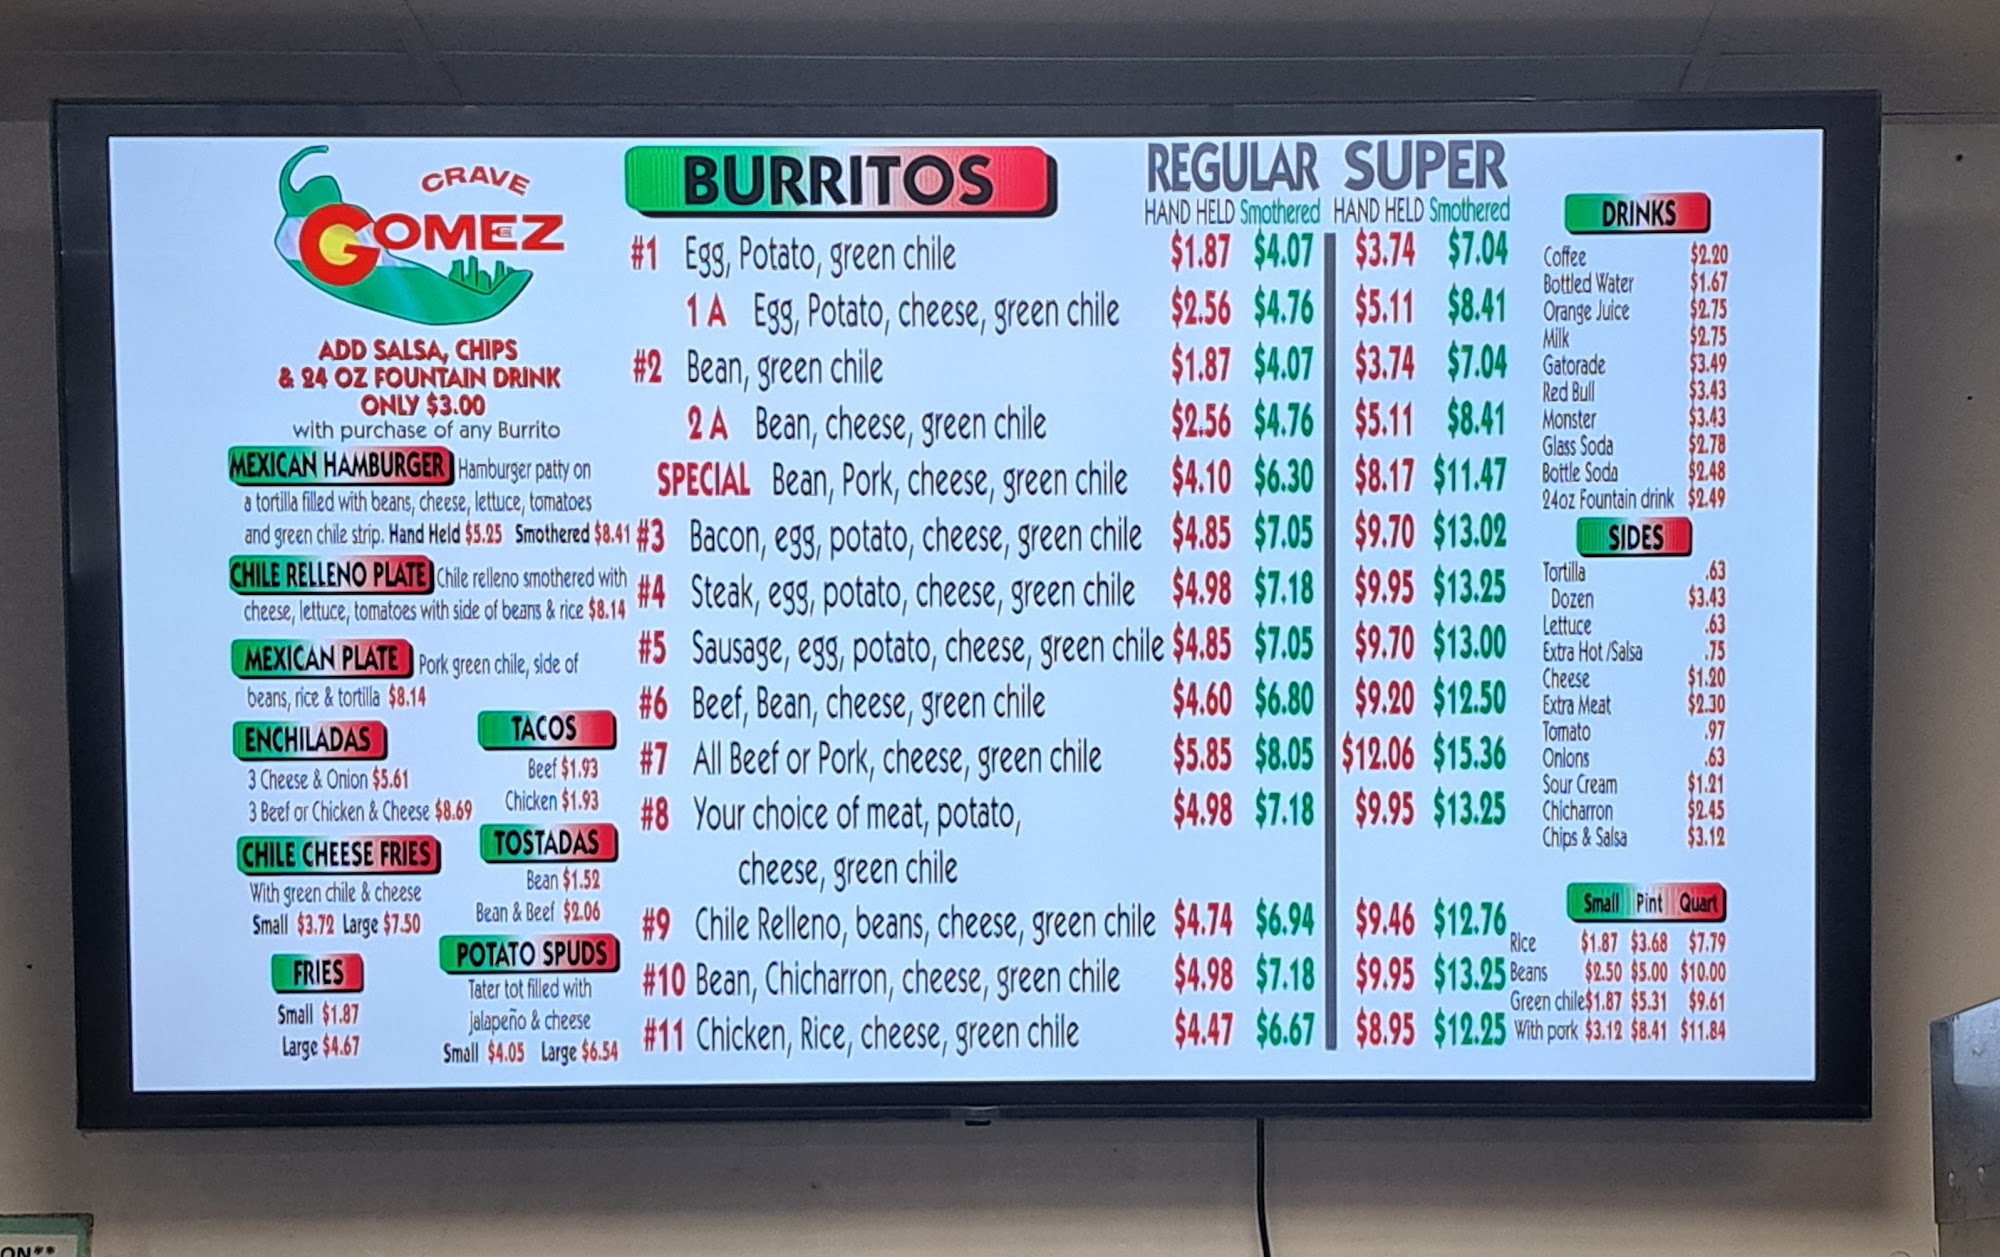 CRAVE
GOMEZ
ADD SALSA, CHIPS
& 24 OZ FOUNTAIN DRINK
ONLY $3.00
with purchase of any Burrito
MEXICAN HAMBURGER Hamburger patty on
a tortilla filled with beans, cheese, lettuce, tomatoes
and green chile strip. Hand Held $5.25 Smothered $8.41
CHILE RELLENO PLATE Chile relleno smothered with
cheese, lettuce, tomatoes with side of beans & rice $8.14
MEXICAN PLATE Pork green chile, side of
beans, rice & tortilla $8.14
ENCHILADAS
3 Cheese & Onion $5.61
3 Beef or Chicken & Cheese $8.69
CHILE CHEESE FRIES
With green chile & cheese
Small $3.72 Large $7.50
FRIES
Small $1.87
Large $4.67
TACOS
Beef $1.93
Chicken $1.93
TOSTADAS
Bean $1.52
Bean & Beef $2.06
POTATO SPUDS
Tater tot filled with
jalapeño & cheese
Small $4.05 Large $6.54
BURRITOS
REGULAR SUPER
HAND HELD Smothered HAND HELD Smothered
#1 Egg, Potato, green chile $1.87 $4.07 $3.74 $7.04
1 A Egg, Potato, cheese, green chile $2.56 $4.76 $5.11 $8.41
#2 Bean, green chile $1.87 $4.07 $3.74 $7.04
2 A Bean, cheese, green chile $2.56 $4.76 $5.11 $8.41
SPECIAL Bean, Pork, cheese, green chile $4.10 $6.30 $8.17 $11.47
#3 Bacon, egg, potato, cheese, green chile $4.85 $7.05 $9.70 $13.02
#4 Steak, egg, potato, cheese, green chile $4.98 $7.18 $9.95 $13.25
#5 Sausage, egg, potato, cheese, green chile $4.85 $7.05 $9.70 $13.00
#6 Beef, Bean, cheese, green chile $4.60 $6.80 $9.20 $12.50
#7 All Beef or Pork, cheese, green chile $5.85 $8.05 $12.06 $15.36
#8 Your choice of meat, potato, $4.98 $7.18 $9.95 $13.25
cheese, green chile
#9 Chile Relleno, beans, cheese, green chile $4.74 $6.94 $9.46 $12.76
#10 Bean, Chicharron, cheese, green chile $4.98 $7.18 $9.95 $13.25
#11 Chicken, Rice, cheese, green chile $4.47 $6.67 $8.95 $12.25
DRINKS
Coffee $2.20
Bottled Water $1.67
Orange Juice $2.75
Milk $2.75
Gatorade $3.49
Red Bull $3.43
Monster $3.43
Glass Soda $2.78
Bottle Soda $2.48
24oz Fountain drink $2.49
SIDES
Tortilla .63
Dozen $3.43
Lettuce .63
Extra Hot /Salsa .75
Cheese $1.20
Extra Meat $2.30
Tomato .97
Onions .63
Sour Cream $1.21
Chicharron $2.45
Chips & Salsa $3.12
Small Pint Quart
Rice $1.87 $3.68 $7.79
Beans $2.50 $5.00 $10.00
Green chile $1.87 $5.31 $9.61
With pork $3.12 $8.41 $11.84
ON**